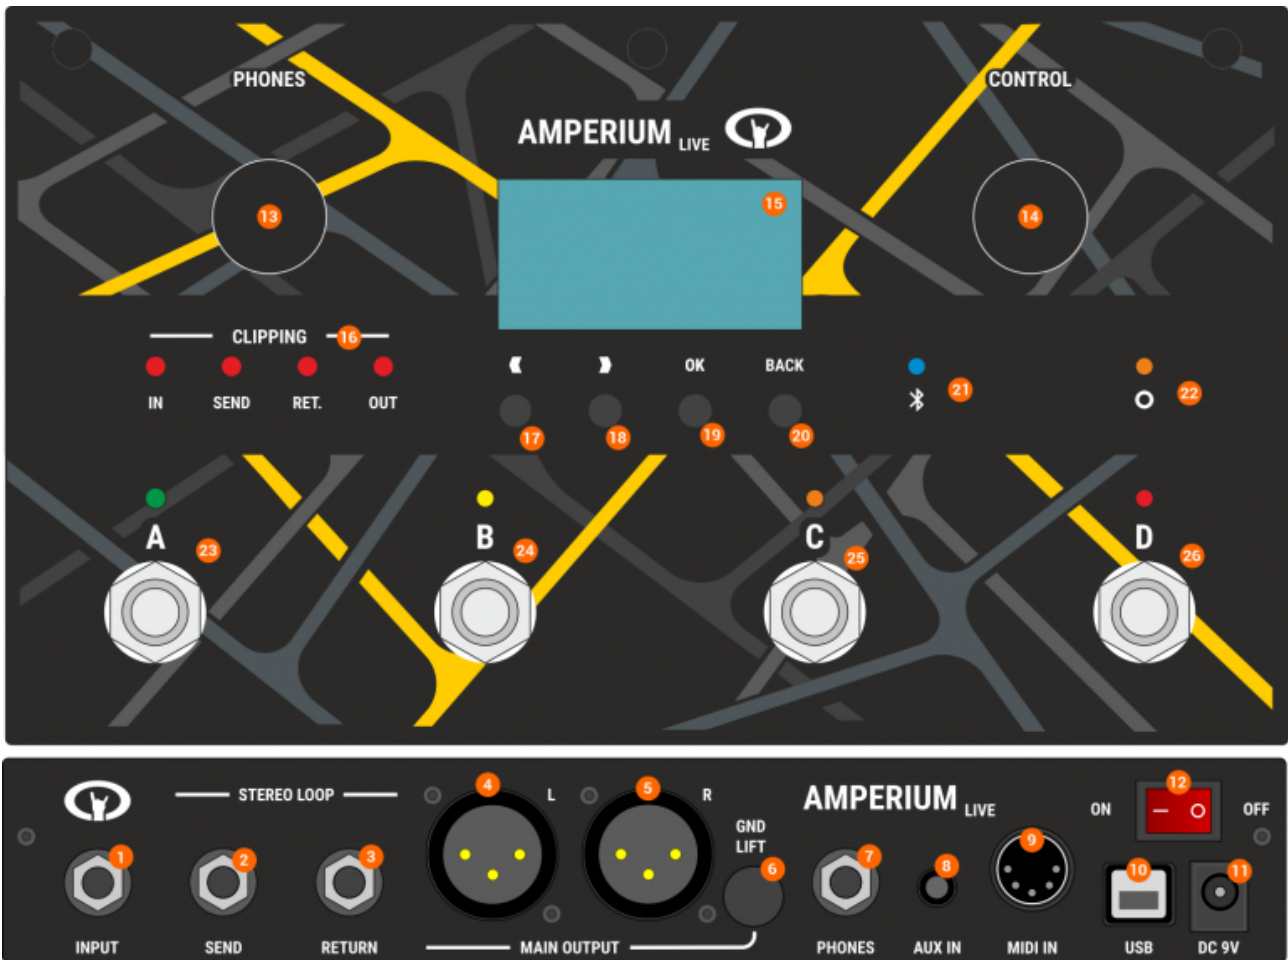 PHONES
CONTROL
AMPERIUM LIVE
13
14
15
CLIPPING 16
OK BACK
IN SEND RET. OUT
17 18 19 20
21
22
A B C D
23 24 25 26
STEREO LOOP
4
L
5
R
AMPERIUM LIVE
ON
12
OFF
GND
LIFT
1 2 3
6 7 8 9 10 11
INPUT SEND RETURN MAIN OUTPUT PHONES AUX IN MIDI IN USB DC 9V